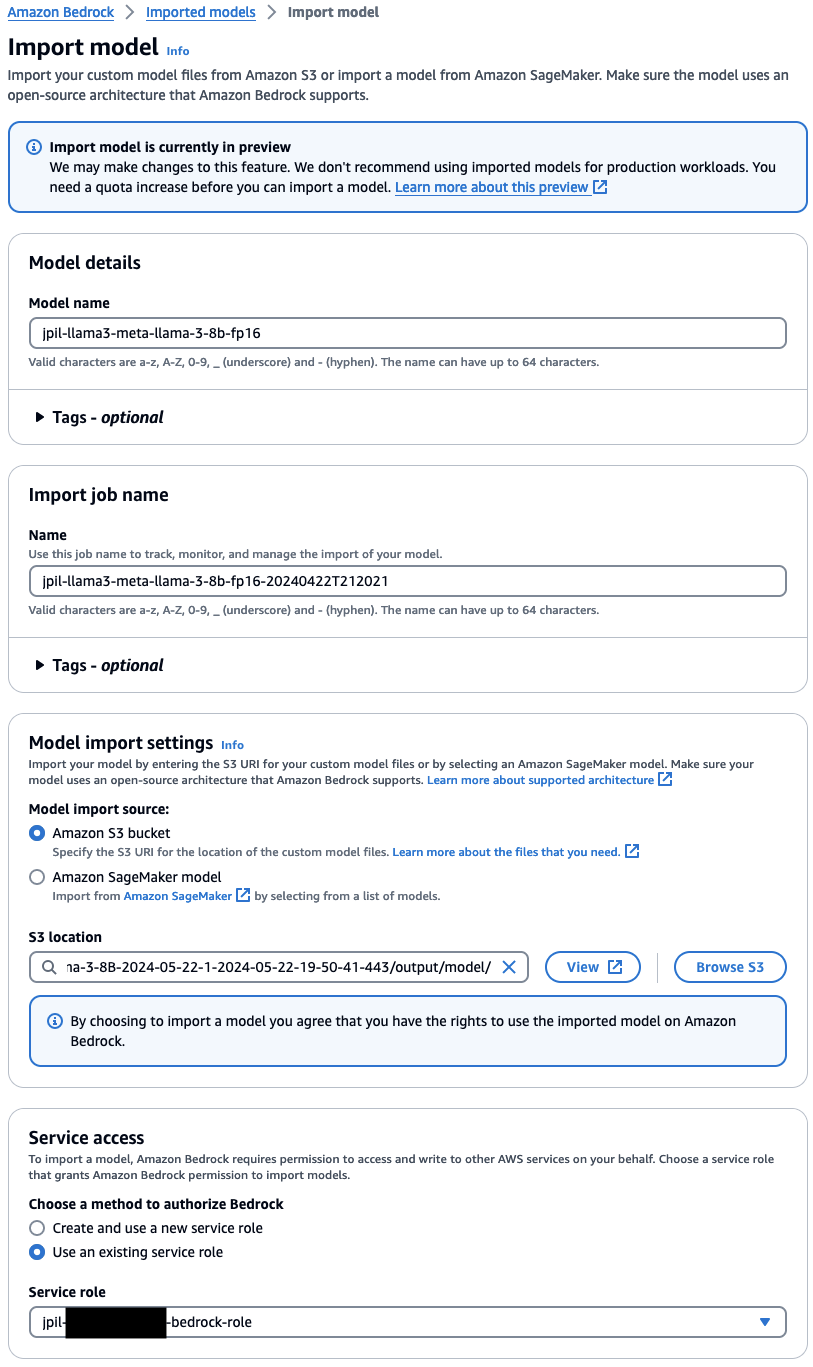 Amazon Bedrock > Imported models > Import model
Import model Info
Import your custom model files from Amazon S3 or import a model from Amazon SageMaker. Make sure the model uses an
open-source architecture that Amazon Bedrock supports.
Import model is currently in preview
We may make changes to this feature. We don't recommend using imported models for production workloads. You
need a quota increase before you can import a model. Learn more about this preview
Model details
Model name
jpil-llama3-meta-llama-3-8b-fp16
Valid characters are a-z, A-Z, 0-9, _ (underscore) and - (hyphen). The name can have up to 64 characters.
Tags - optional
Import job name
Name
Use this job name to track, monitor, and manage the import of your model.
jpil-llama3-meta-llama-3-8b-fp16-20240422T212021
Valid characters are a-z, A-Z, 0-9, _ (underscore) and - (hyphen). The name can have up to 64 characters.
Tags - optional
Model import settings Info
Import your model by entering the S3 URI for your custom model files or by selecting an Amazon SageMaker model. Make sure your
model uses an open-source architecture that Amazon Bedrock supports. Learn more about supported architecture
Model import source:
Amazon S3 bucket
Specify the S3 URI for the location of the custom model files. Learn more about the files that you need.
Amazon SageMaker model
Import from Amazon SageMaker by selecting from a list of models.
S3 location
na-3-8B-2024-05-22-1-2024-05-22-19-50-41-443/output/model/ View Browse S3
By choosing to import a model you agree that you have the rights to use the imported model on Amazon
Bedrock.
Service access
To import a model, Amazon Bedrock requires permission to access and write to other AWS services on your behalf. Choose a service role
that grants Amazon Bedrock permission to import models.
Choose a method to authorize Bedrock
Create and use a new service role
Use an existing service role
Service role
jpil- -bedrock-role